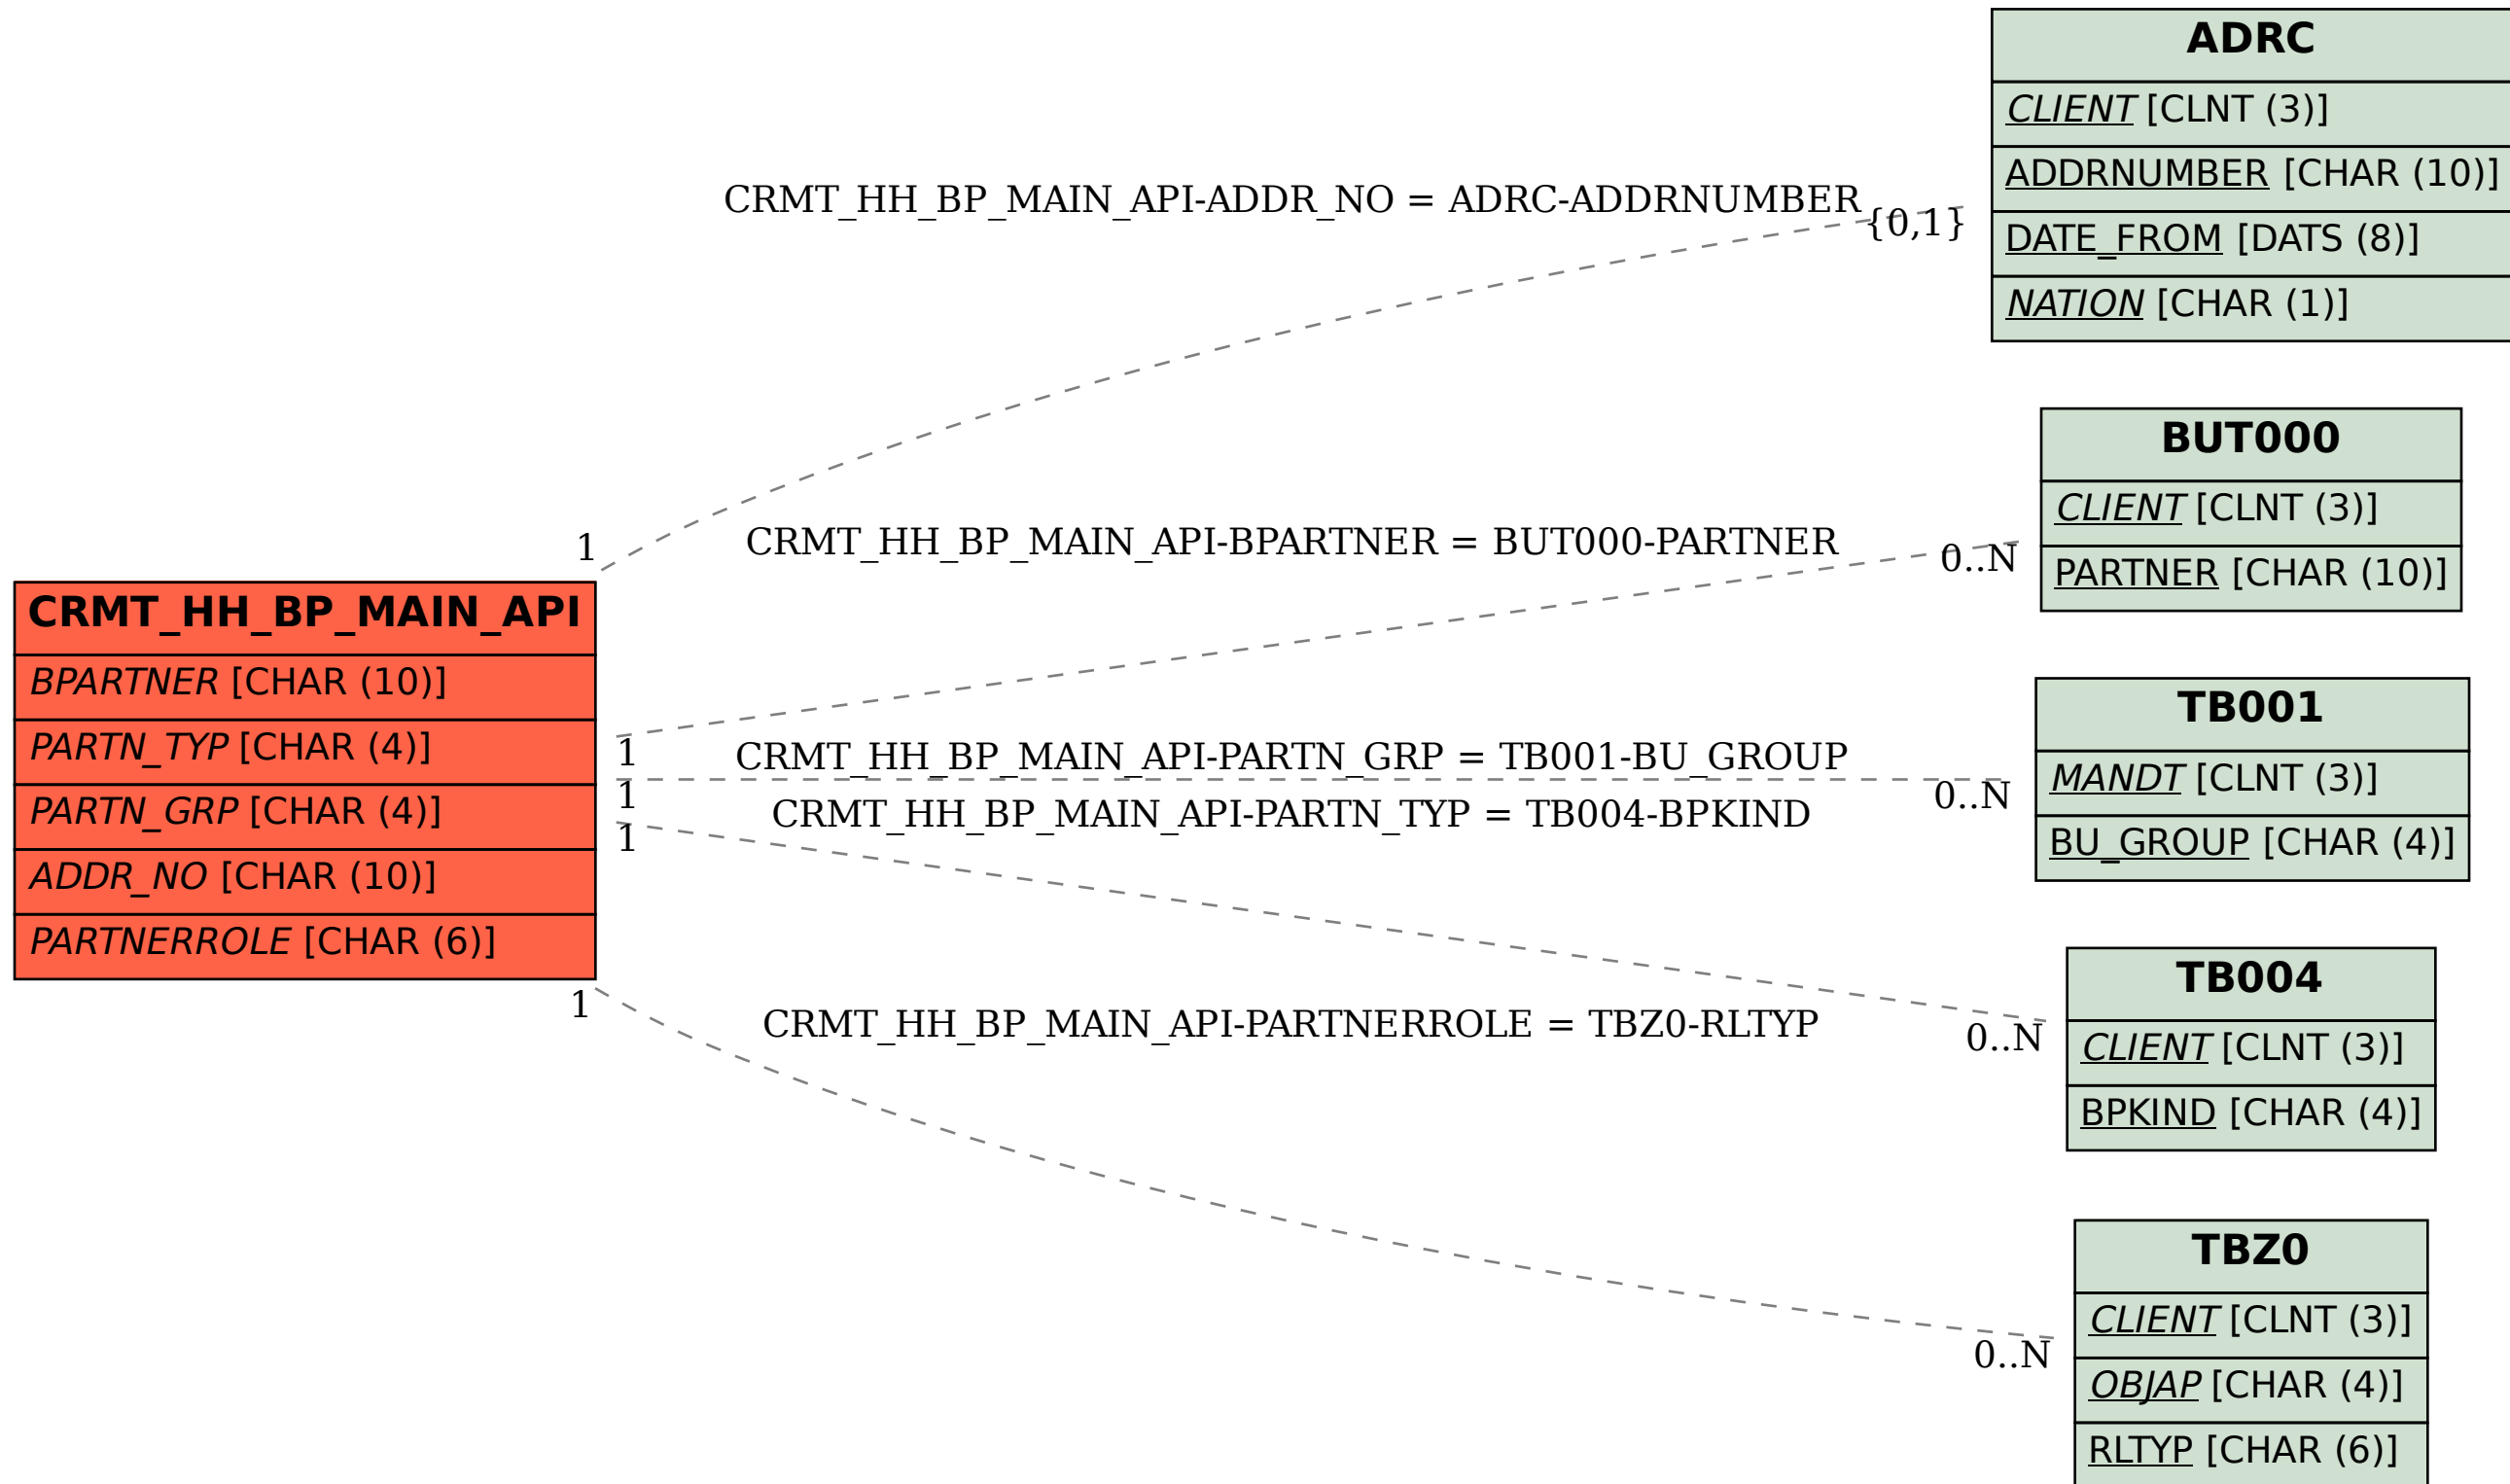 ADRC
CLIENT [CLNT (3)]
ADDRNUMBER [CHAR (10)]
DATE_FROM [DATS (8)]
NATION [CHAR (1)]
CRMT_HH_BP_MAIN_API-ADDR_NO = ADRC-ADDRNUMBER
{0,1}
1
BUT000
CLIENT [CLNT (3)]
PARTNER [CHAR (10)]
CRMT_HH_BP_MAIN_API-BPARTNER = BUT000-PARTNER
0..N
1
CRMT_HH_BP_MAIN_API
BPARTNER [CHAR (10)]
PARTN_TYP [CHAR (4)]
PARTN_GRP [CHAR (4)]
ADDR_NO [CHAR (10)]
PARTNERROLE [CHAR (6)]
CRMT_HH_BP_MAIN_API-PARTN_GRP = TB001-BU_GROUP
1
0..N
TB001
MANDT [CLNT (3)]
BU_GROUP [CHAR (4)]
CRMT_HH_BP_MAIN_API-PARTN_TYP = TB004-BPKIND
1
0..N
TB004
CLIENT [CLNT (3)]
BPKIND [CHAR (4)]
1
CRMT_HH_BP_MAIN_API-PARTNERROLE = TBZ0-RLTYP
0..N
TBZ0
CLIENT [CLNT (3)]
OBJAP [CHAR (4)]
RLTYP [CHAR (6)]